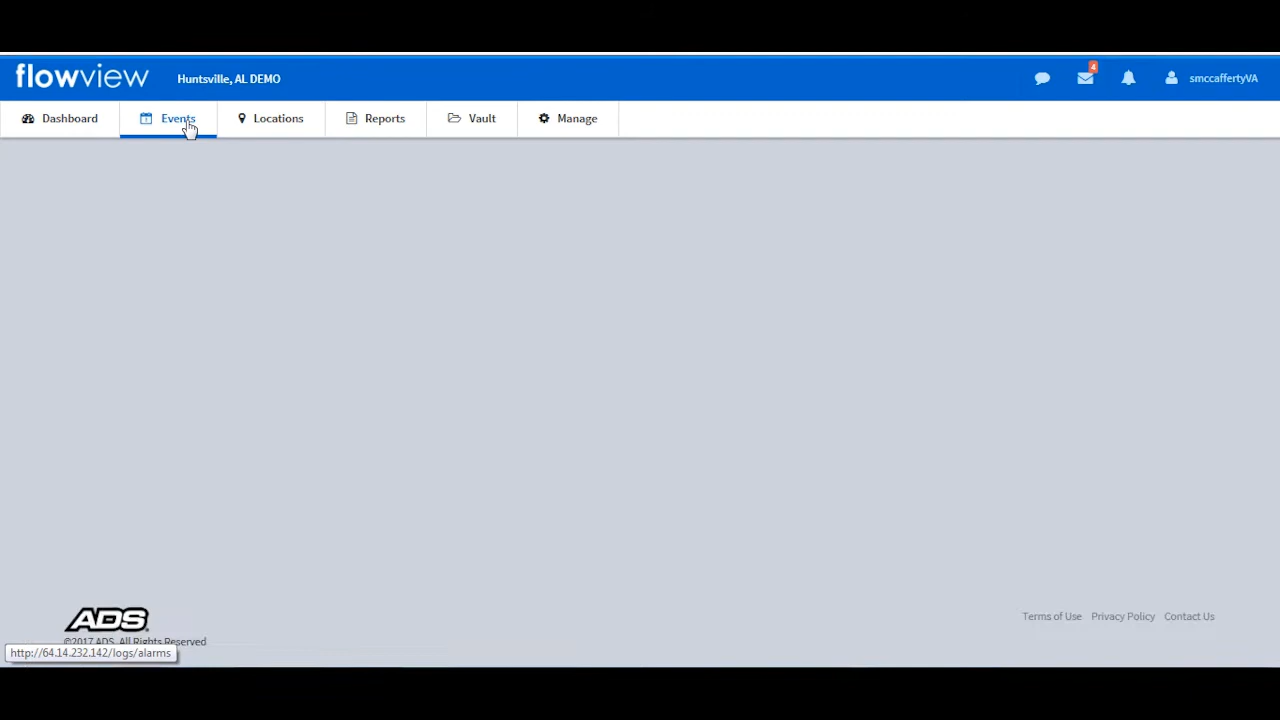 flowview Huntsville, AL DEMO 4 smccaffertyVA
Dashboard Events Locations Reports Vault Manage
ADS
Terms of Use Privacy Policy Contact Us
©2017 ADS. All Rights Reserved
http://64.14.232.142/logs/alarms